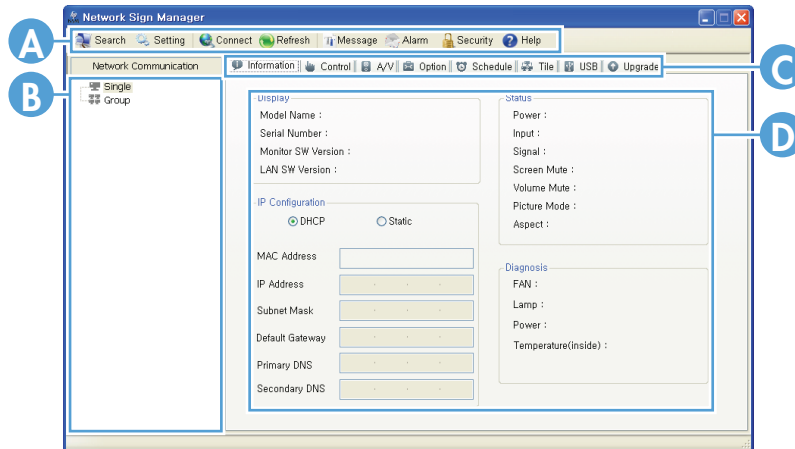 Network Sign Manager
A
Search Setting Connect Refresh Message Alarm Security Help
Network Communication
Information Control A/V Option Schedule Tile USB Upgrade
C
B
Single
Group
Display
Model Name :
Serial Number :
Monitor SW Version :
LAN SW Version :
IP Configuration
DHCP Static
MAC Address
IP Address
Subnet Mask
Default Gateway
Primary DNS
Secondary DNS
Status
Power :
Input :
Signal :
Screen Mute :
Volume Mute :
Picture Mode :
Aspect :
D
Diagnosis
FAN :
Lamp :
Power :
Temperature(inside) :